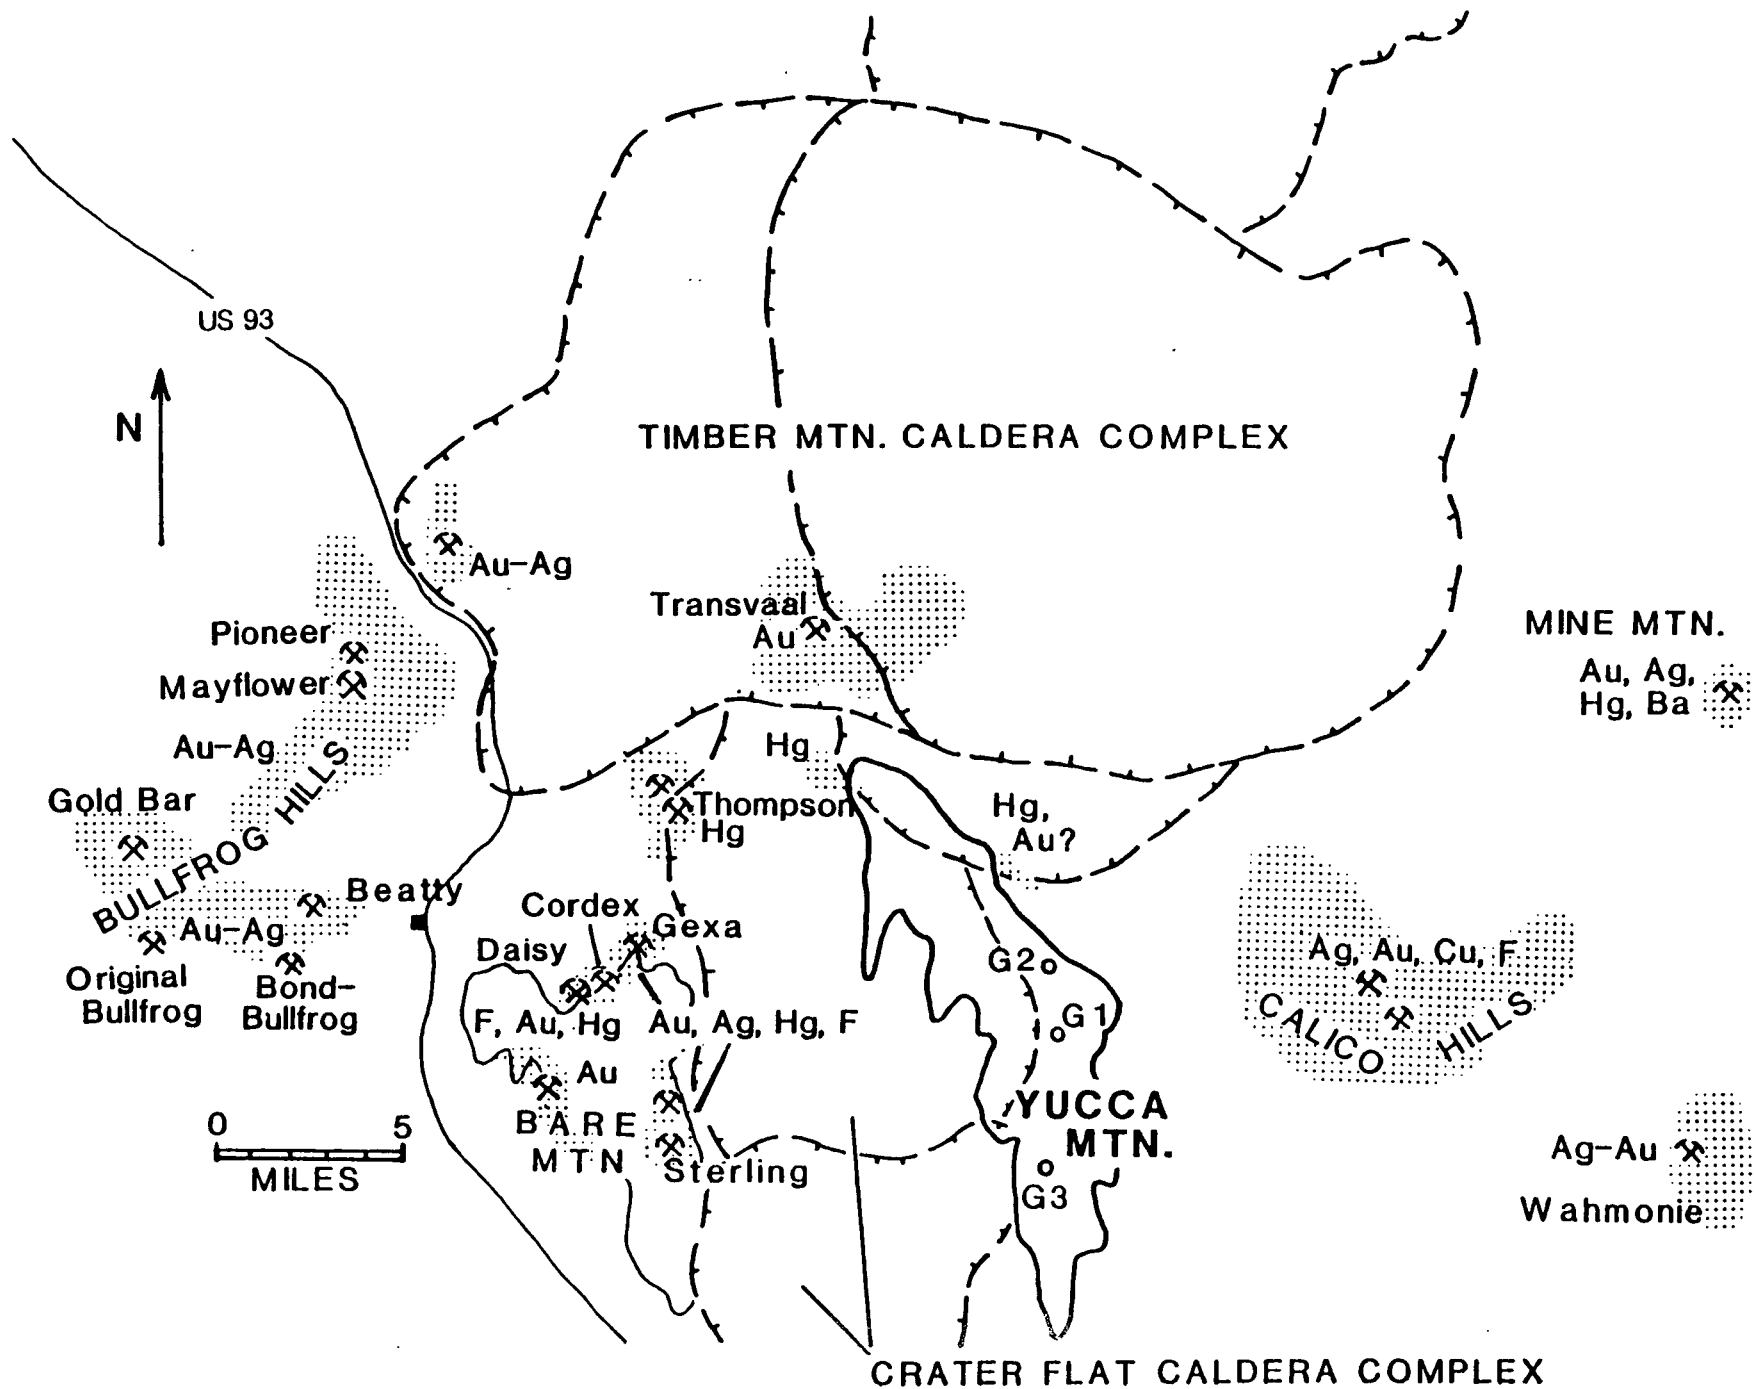 US 93
N
TIMBER MTN. CALDERA COMPLEX
Au-Ag
Transvaal
Au
Pioneer
Mayflower
MINE MTN.
Au, Ag,
Hg, Ba
Au-Ag
Hg
Gold Bar
Thompson
Hg
Hg,
Au?
BULLFROG HILLS
Beatty
Cordex
Gexa
Au-Ag
Daisy
Original
Bullfrog
Bond-
Bullfrog
G2
Ag, Au, Cu, F
F, Au, Hg
Au, Ag, Hg, F
G1
CALICO HILLS
Au
BARE
MTN
YUCCA
MTN.
0 5
MILES
Sterling
G3
Ag-Au
Wahmonie
CRATER FLAT CALDERA COMPLEX